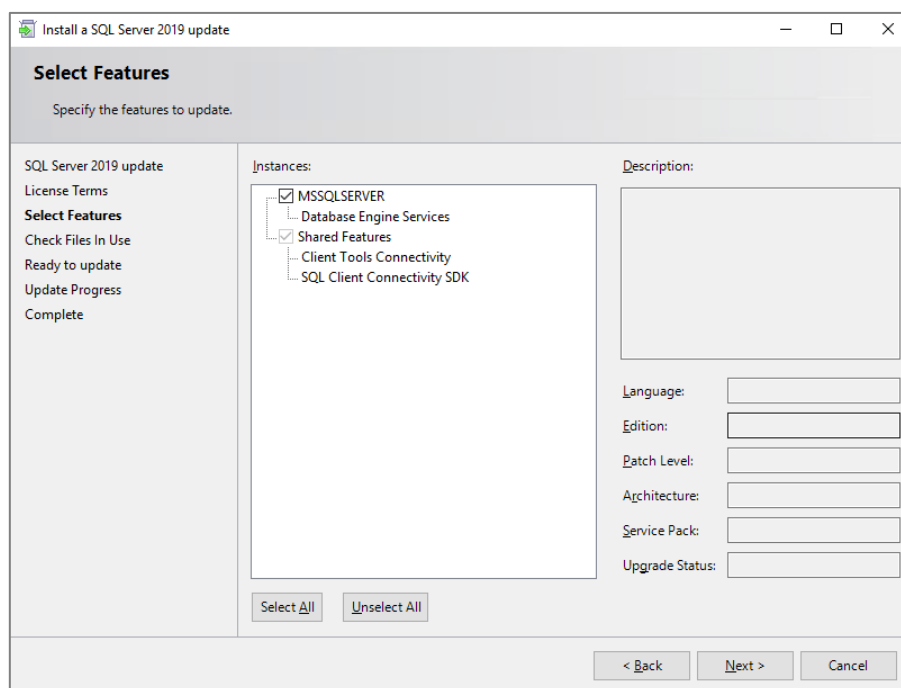 Install a SQL Server 2019 update
Select Features
Specify the features to update.
SQL Server 2019 update
License Terms
Select Features
Check Files In Use
Ready to update
Update Progress
Complete
Instances:
MSSQLSERVER
Database Engine Services
Shared Features
Client Tools Connectivity
SQL Client Connectivity SDK
Select All
Unselect All
Description:
Language:
Edition:
Patch Level:
Architecture:
Service Pack:
Upgrade Status:
< Back
Next >
Cancel